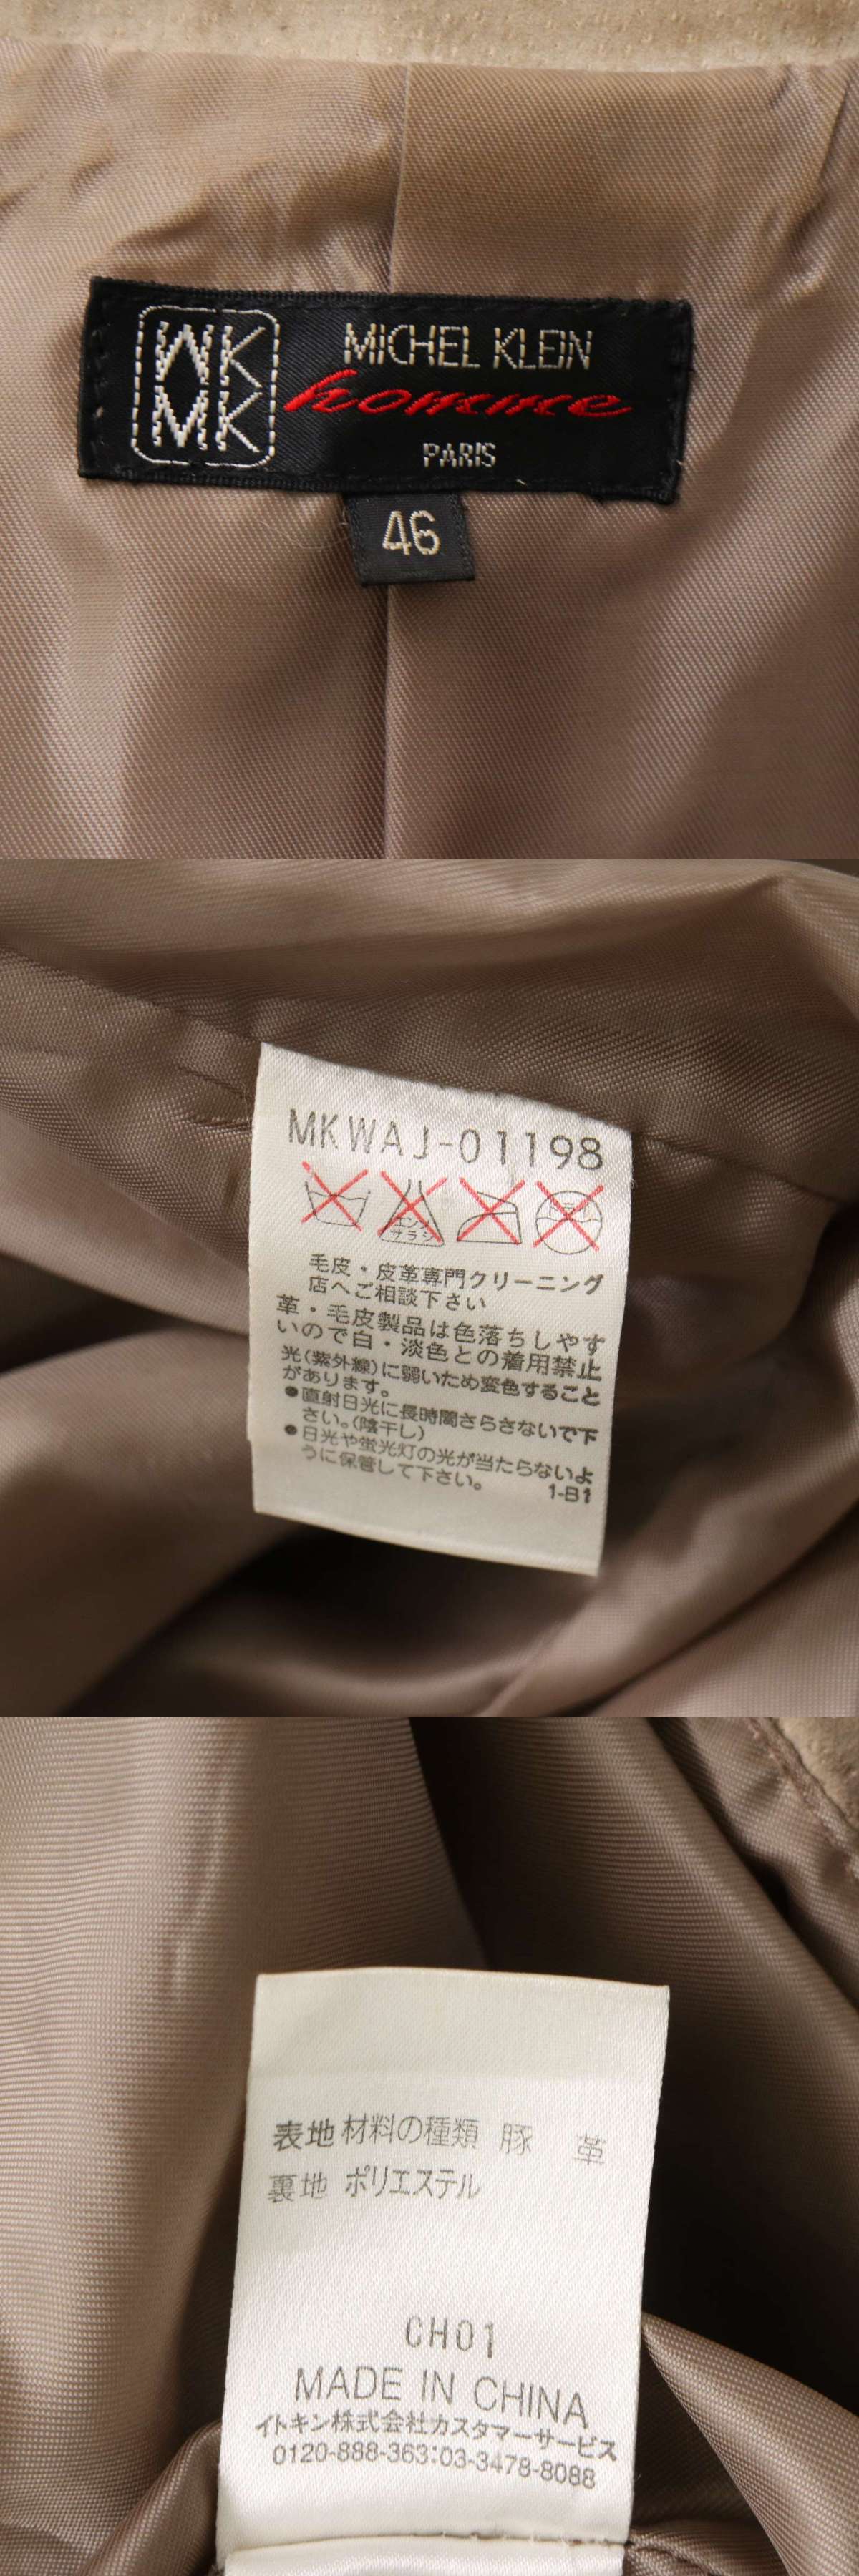 MK
MK
MICHEL KLEIN
homme
PARIS
46
MKWAJ-01198
エンソ
サラシ
ドライ
毛皮・皮革専門クリーニング
店へご相談下さい
革・毛皮製品は色落ちしやす
いので白・淡色との着用禁止
光(紫外線)に弱いため変色すること
があります。
●直射日光に長時間さらさないで下
さい。(陰干し)
●日光や蛍光灯の光が当たらないよ
うに保管して下さい。
1-B1
表地 材料の種類 豚 革
裏地 ポリエステル
CH01
MADE IN CHINA
イトキン株式会社カスタマーサービス
0120-888-363:03-3478-8088